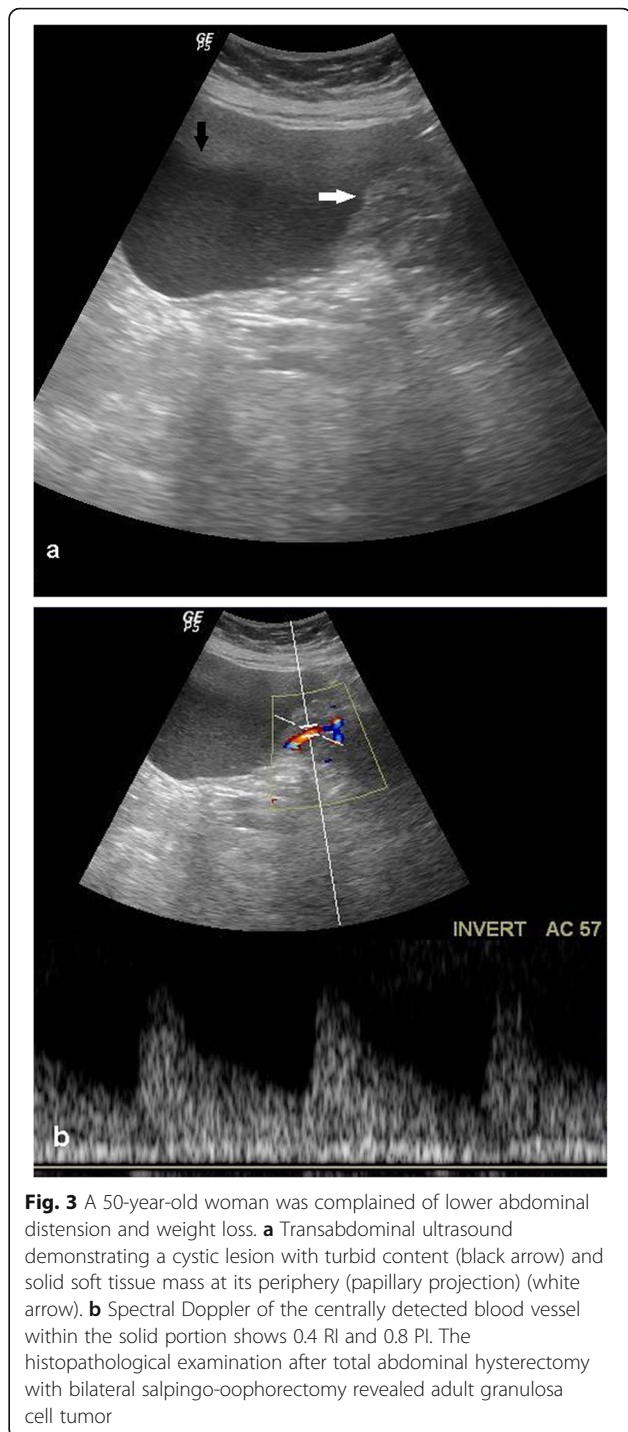 GE
P5
a
GE
P5
INVERT AC 57
b
Fig. 3 A 50-year-old woman was complained of lower abdominal
distension and weight loss. a Transabdominal ultrasound
demonstrating a cystic lesion with turbid content (black arrow) and
solid soft tissue mass at its periphery (papillary projection) (white
arrow). b Spectral Doppler of the centrally detected blood vessel
within the solid portion shows 0.4 RI and 0.8 PI. The
histopathological examination after total abdominal hysterectomy
with bilateral salpingo-oophorectomy revealed adult granulosa
cell tumor